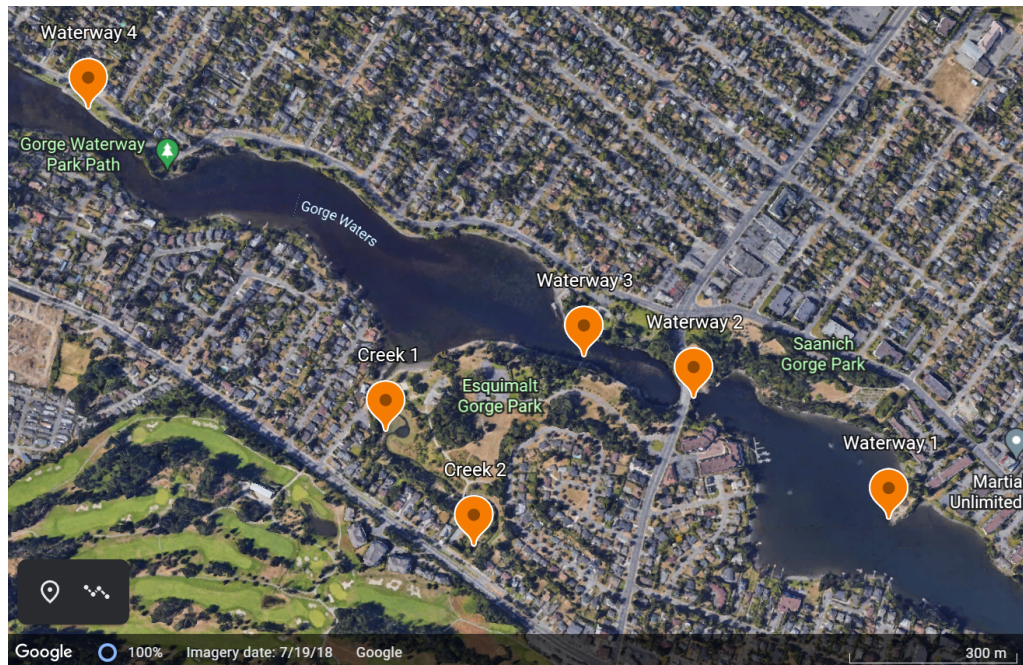 Waterway 4
Gorge Waterway
Park Path
Gorge Waters
Waterway 3
Waterway 2
Saanich
Gorge Park
Creek 1
Esquimalt
Gorge Park
Waterway 1
Creek 2
Martia
Unlimited
Google
100%
Imagery date: 7/19/18
Google
300 m